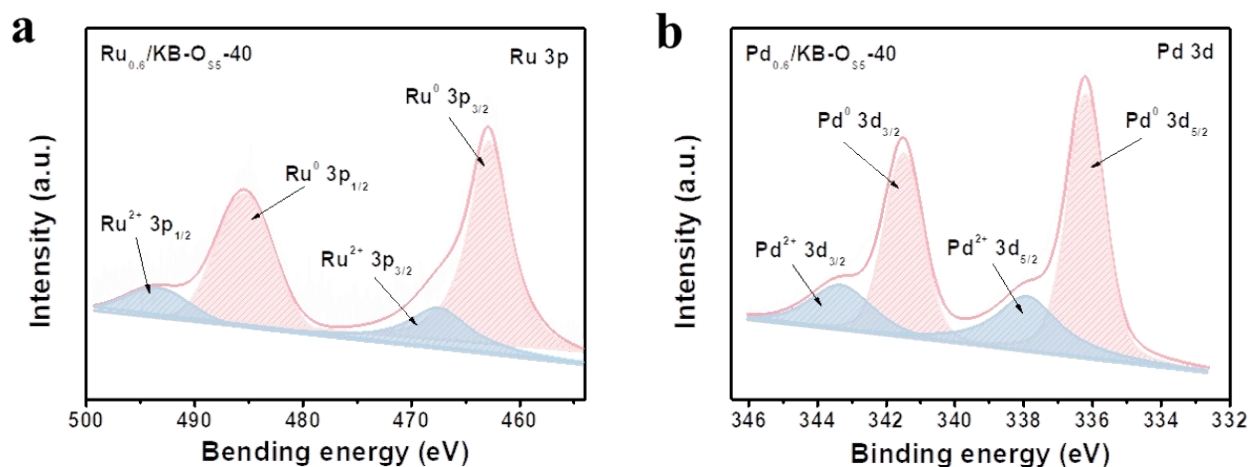 a
Ru0.6/KB-OS5-40
Ru 3p
Ru0 3p3/2
Ru0 3p1/2
Ru2+ 3p1/2
Ru2+ 3p3/2
Intensity (a.u.)
500 490 480 470 460
Bending energy (eV)
b
Pd0.6/KB-OS5-40
Pd 3d
Pd0 3d3/2
Pd0 3d5/2
Pd2+ 3d3/2
Pd2+ 3d5/2
Intensity (a.u.)
346 344 342 340 338 336 334 332
Binding energy (eV)